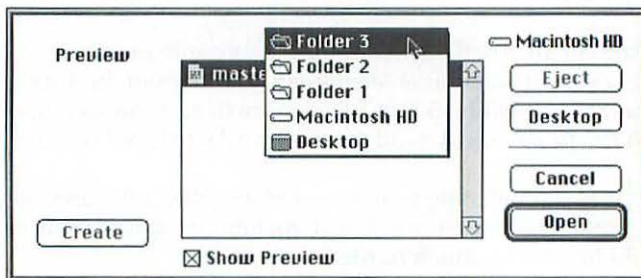 Preview
Folder 3
Folder 2
Folder 1
Macintosh HD
Desktop
Macintosh HD
Eject
Desktop
Cancel
Open
Create
Show Preview